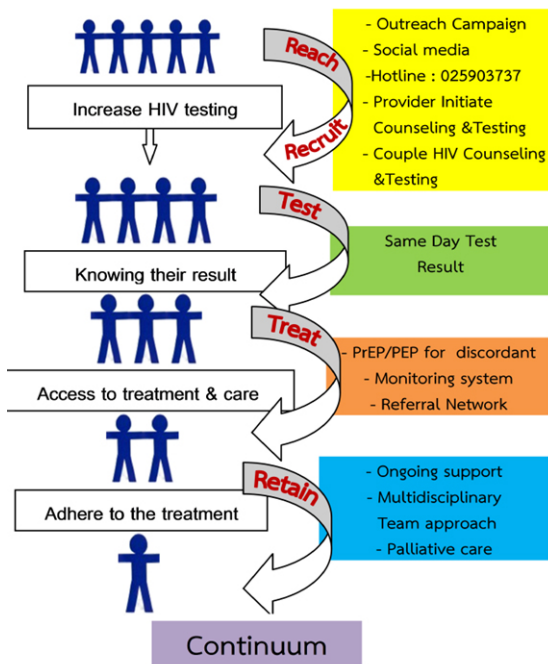 Reach
Recruit
- Outreach Campaign
- Social media
-Hotline : 025903737
- Provider Initiate
Counseling &Testing
- Couple HIV Counseling
&Testing
Increase HIV testing
Test
Same Day Test
Result
Knowing their result
Treat
- PrEP/PEP for discordant
- Monitoring system
- Referral Network
Access to treatment & care
Retain
- Ongoing support
- Multidisciplinary
Team approach
- Palliative care
Adhere to the treatment
Continuum